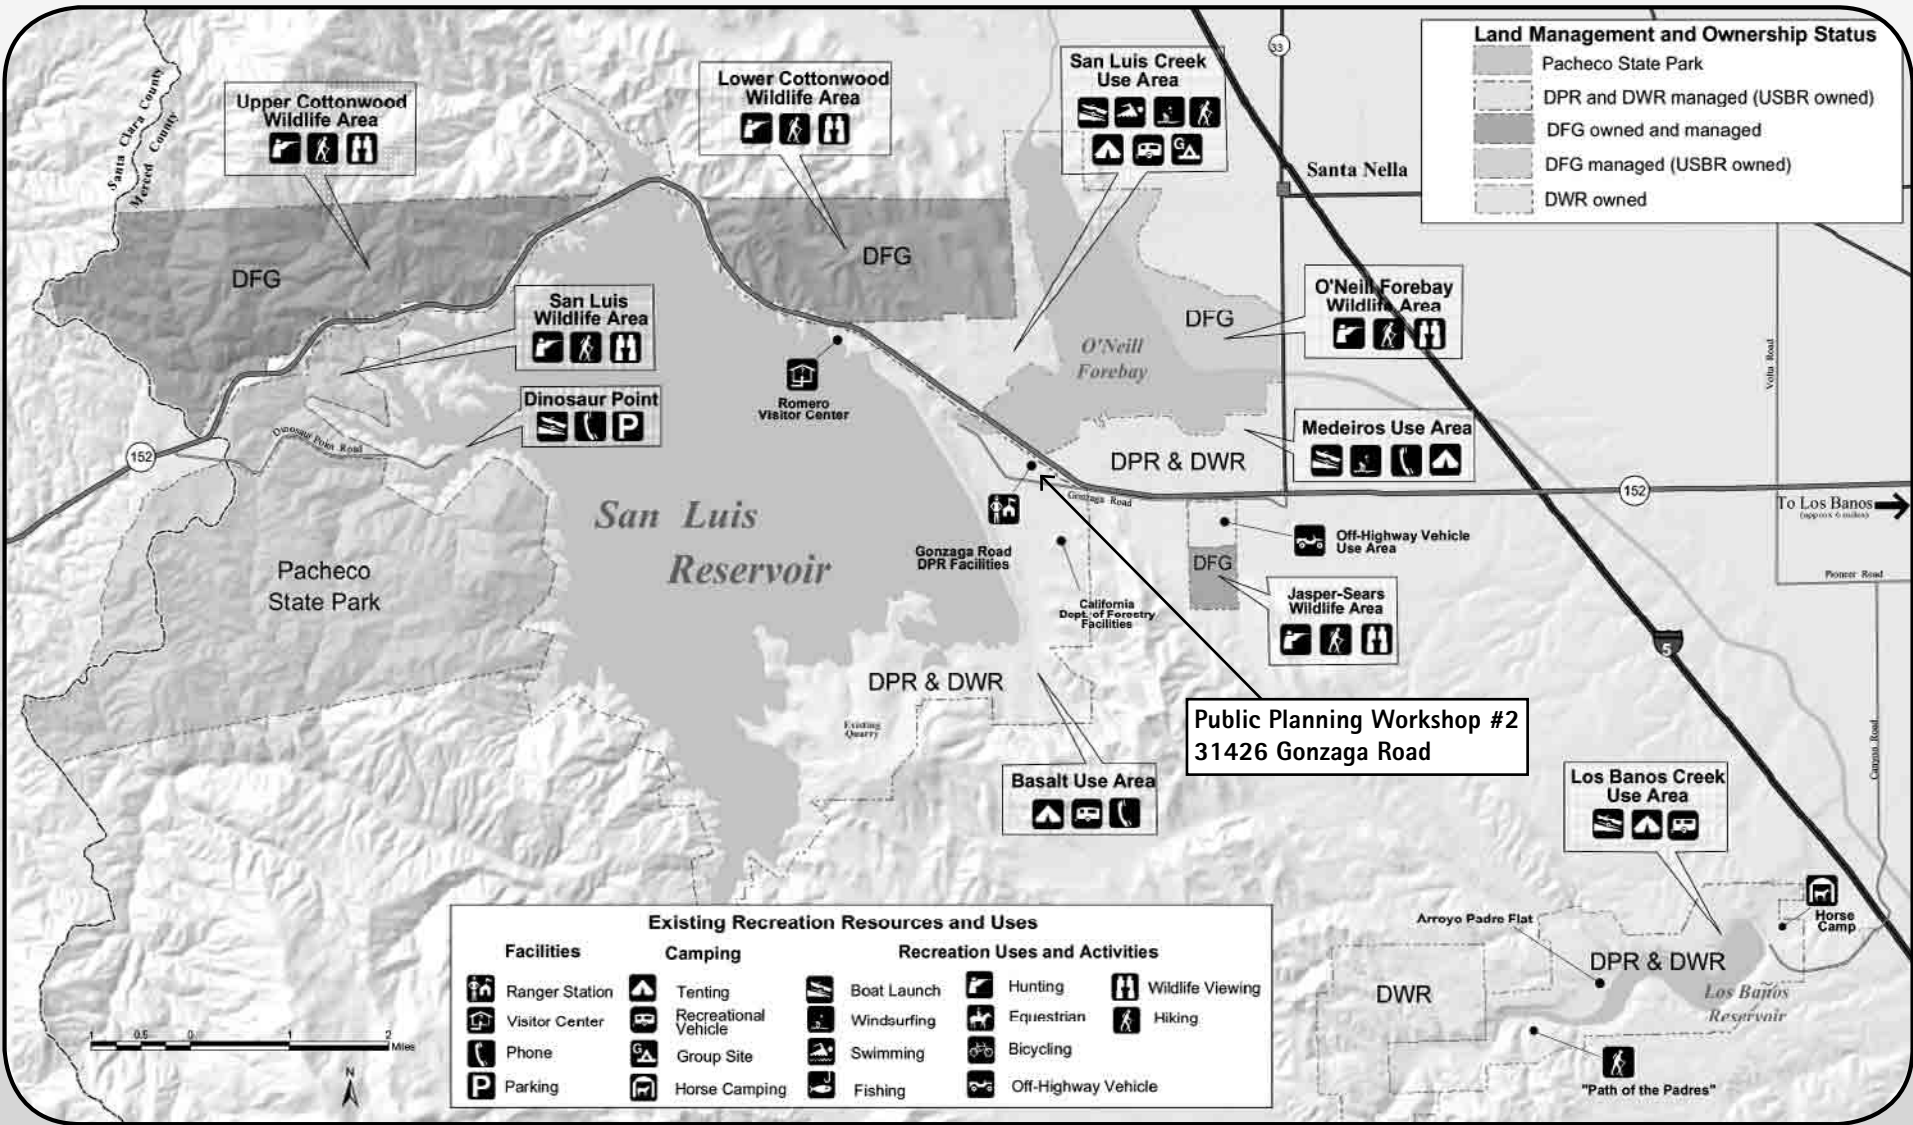 Land Management and Ownership Status
Pacheco State Park
DPR and DWR managed (USBR owned)
DFG owned and managed
DFG managed (USBR owned)
DWR owned
Santa Clara County
Merced County
Upper Cottonwood
Wildlife Area
Lower Cottonwood
Wildlife Area
San Luis Creek
Use Area
G
33
Santa Nella
DFG
DFG
San Luis
Wildlife Area
DFG
O'Neill Forebay
Wildlife Area
O'Neill
Forebay
Volta Road
Romero
Visitor Center
Dinosaur Point
P
Dinosaur Point Road
152
Medeiros Use Area
DPR & DWR
Gonzaga Road
152
To Los Banos
(approx 6 miles)
San Luis
Reservoir
Gonzaga Road
DPR Facilities
Off-Highway Vehicle
Use Area
DFG
Pioneer Road
Pacheco
State Park
California
Dept. of Forestry
Facilities
Jasper-Sears
Wildlife Area
5
DPR & DWR
Existing
Quarry
Public Planning Workshop #2
31426 Gonzaga Road
Canyon Road
Basalt Use Area
Los Banos Creek
Use Area
Horse
Camp
Arroyo Padre Flat
DPR & DWR
DWR
Los Baños
Reservoir
"Path of the Padres"
Existing Recreation Resources and Uses
Facilities
Ranger Station
Visitor Center
Phone
P Parking
Camping
Tenting
Recreational
Vehicle
G Group Site
Horse Camping
Recreation Uses and Activities
Boat Launch
Windsurfing
Swimming
Fishing
Hunting
Equestrian
Bicycling
Off-Highway Vehicle
Wildlife Viewing
Hiking
1 0.5 0 1 2
Miles
N